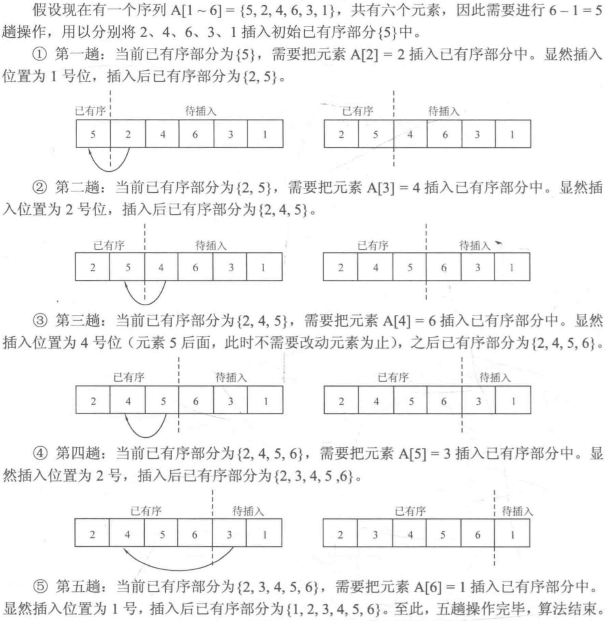 假设现在有一个序列 A[1 ~ 6] = {5, 2, 4, 6, 3, 1}，共有六个元素，因此需要进行 6 – 1 = 5
趟操作，用以分别将 2、4、6、3、1 插入初始已有序部分{5}中。
① 第一趟：当前已有序部分为{5}，需要把元素 A[2] = 2 插入已有序部分中。显然插入
位置为 1 号位，插入后已有序部分为{2, 5}。
已有序 待插入 已有序 待插入
5 2 4 6 3 1 2 5 4 6 3 1
② 第二趟：当前已有序部分为{2, 5}，需要把元素 A[3] = 4 插入已有序部分中。显然插
入位置为 2 号位，插入后已有序部分为{2, 4, 5}。
已有序 待插入 已有序 待插入
2 5 4 6 3 1 2 4 5 6 3 1
③ 第三趟：当前已有序部分为{2, 4, 5}，需要把元素 A[4] = 6 插入已有序部分中。显然
插入位置为 4 号位（元素 5 后面，此时不需要改动元素为止），之后已有序部分为{2, 4, 5, 6}。
已有序 待插入 已有序 待插入
2 4 5 6 3 1 2 4 5 6 3 1
④ 第四趟：当前已有序部分为{2, 4, 5, 6}，需要把元素 A[5] = 3 插入已有序部分中。显
然插入位置为 2 号，插入后已有序部分为{2, 3, 4, 5 ,6}。
已有序 待插入 已有序 待插入
2 4 5 6 3 1 2 3 4 5 6 1
⑤ 第五趟：当前已有序部分为{2, 3, 4, 5, 6}，需要把元素 A[6] = 1 插入已有序部分中。
显然插入位置为 1 号，插入后已有序部分为{1, 2, 3, 4, 5, 6}。至此，五趟操作完毕，算法结束。